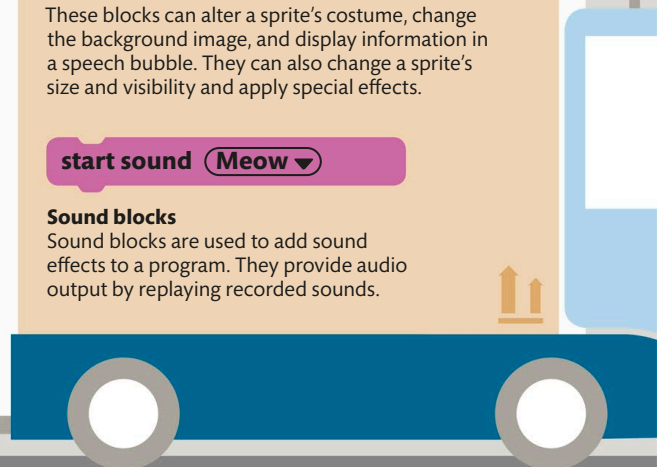 These blocks can alter a sprite’s costume, change
the background image, and display information in
a speech bubble. They can also change a sprite’s
size and visibility and apply special effects.
start sound Meow
Sound blocks
Sound blocks are used to add sound
effects to a program. They provide audio
output by replaying recorded sounds.